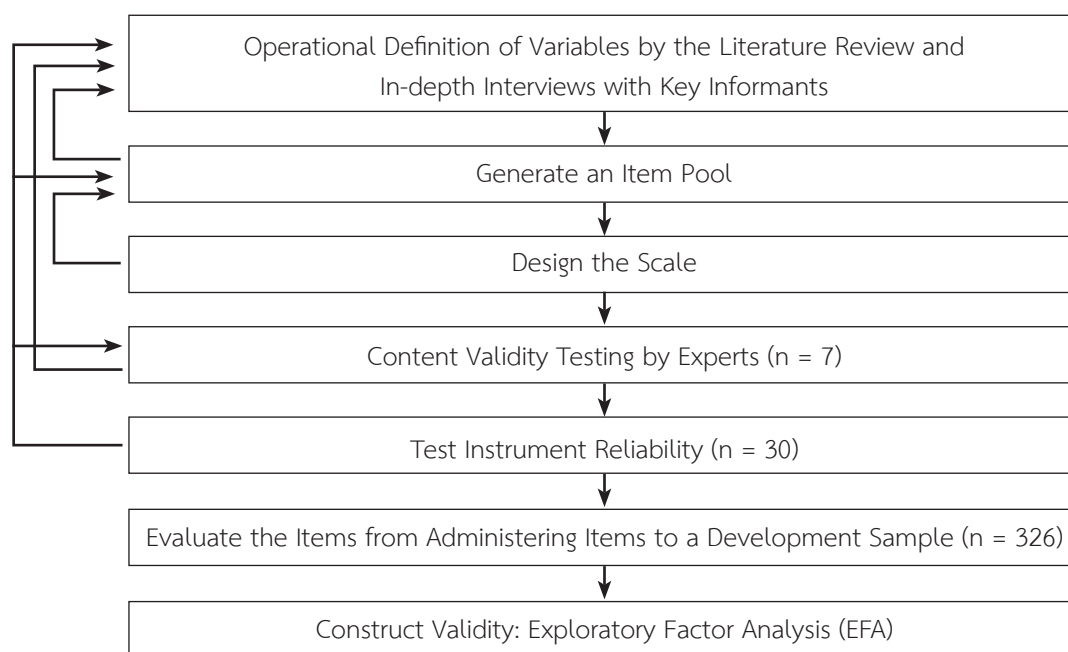 Operational Definition of Variables by the Literature Review and
In-depth Interviews with Key Informants
Generate an Item Pool
Design the Scale
Content Validity Testing by Experts (n = 7)
Test Instrument Reliability (n = 30)
Evaluate the Items from Administering Items to a Development Sample (n = 326)
Construct Validity: Exploratory Factor Analysis (EFA)